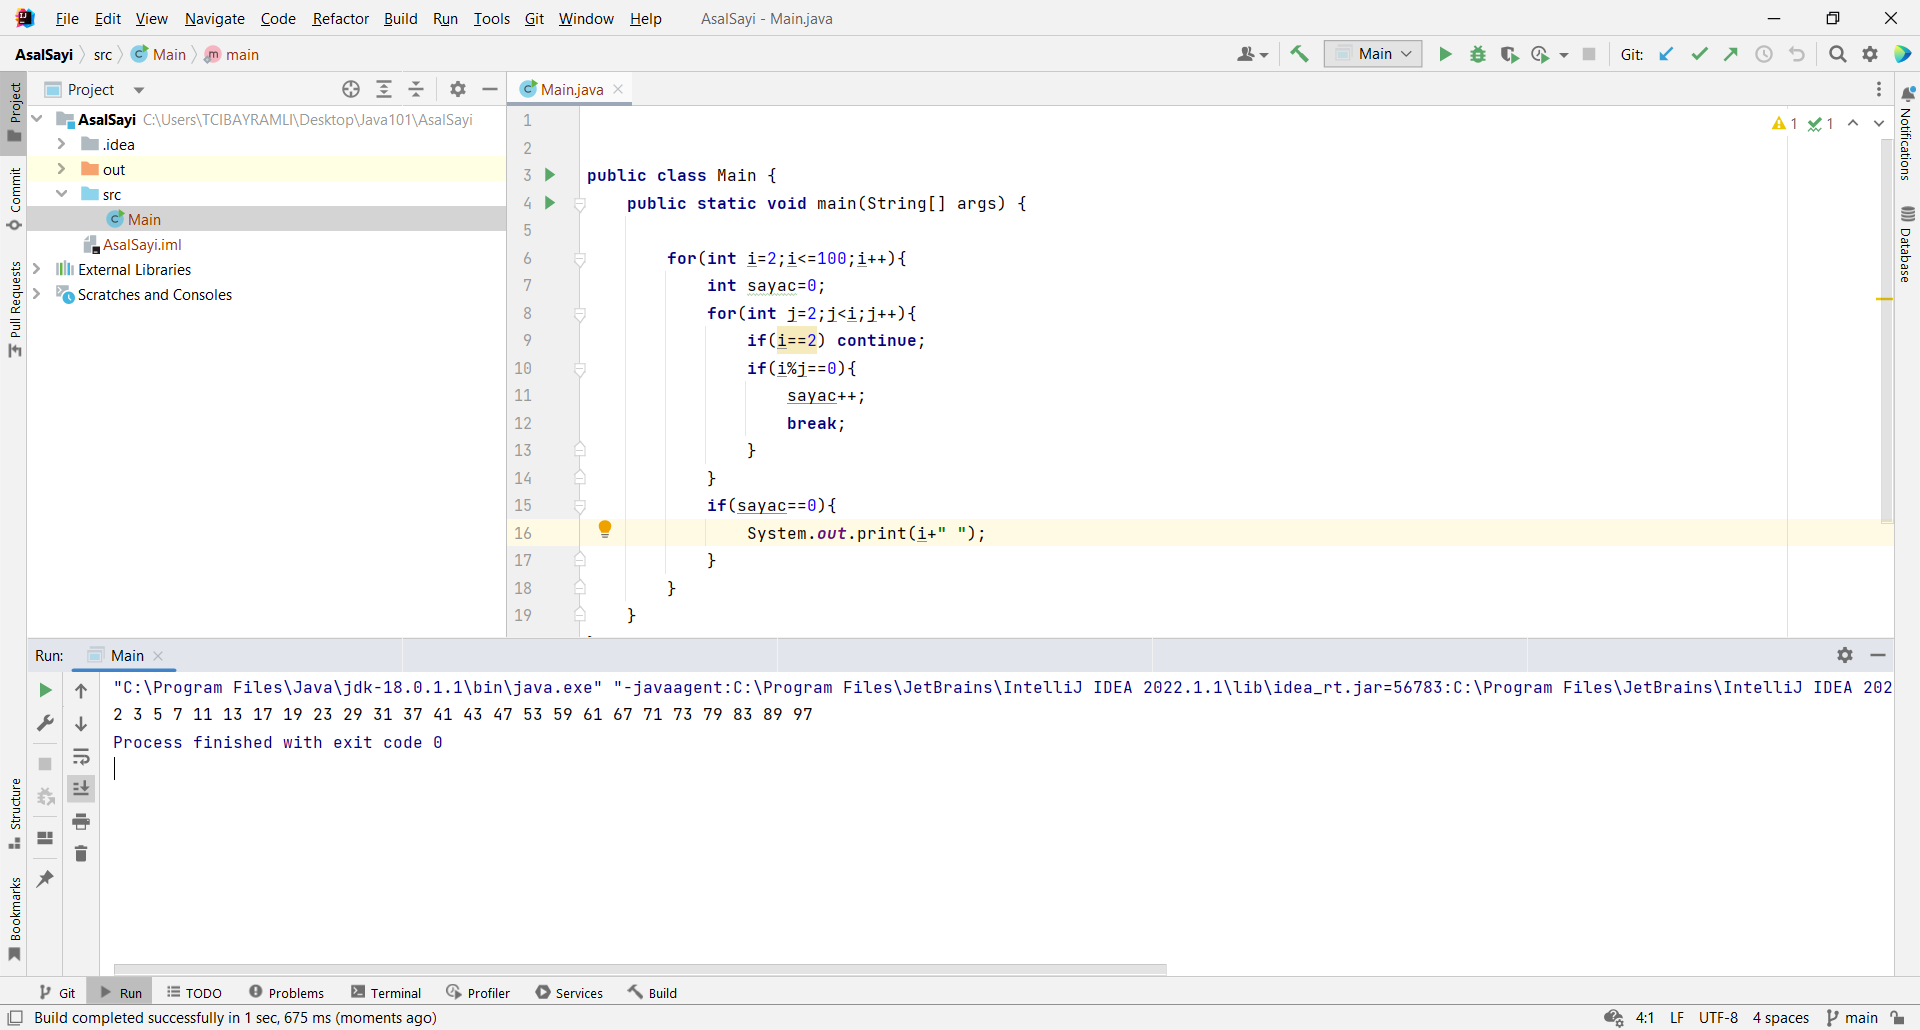 File Edit View Navigate Code Refactor Build Run Tools Git Window Help AsalSayi - Main.java
AsalSayi src Main main
Main Git:
Project
Main.java
AsalSayi C:\Users\TCIBAYRAMLI\Desktop\Java101\AsalSayi
.idea
out
src
Main
AsalSayi.iml
External Libraries
Scratches and Consoles
Project
Commit
Pull Requests
Structure
Bookmarks
1
2
3 public class Main {
4 public static void main(String[] args) {
5
6 for(int i=2;i<=100;i++){
7 int sayac=0;
8 for(int j=2;j<i;j++){
9 if(i==2) continue;
10 if(i%j==0){
11 sayac++;
12 break;
13 }
14 }
15 if(sayac==0){
16 System.out.print(i+" ");
17 }
18 }
19 }
1 1
Notifications
Database
Run: Main
"C:\Program Files\Java\jdk-18.0.1.1\bin\java.exe" "-javaagent:C:\Program Files\JetBrains\IntelliJ IDEA 2022.1.1\lib\idea_rt.jar=56783:C:\Program Files\JetBrains\IntelliJ IDEA 202
2 3 5 7 11 13 17 19 23 29 31 37 41 43 47 53 59 61 67 71 73 79 83 89 97
Process finished with exit code 0
Git Run TODO Problems Terminal Profiler Services Build
Build completed successfully in 1 sec, 675 ms (moments ago)
4:1 LF UTF-8 4 spaces main